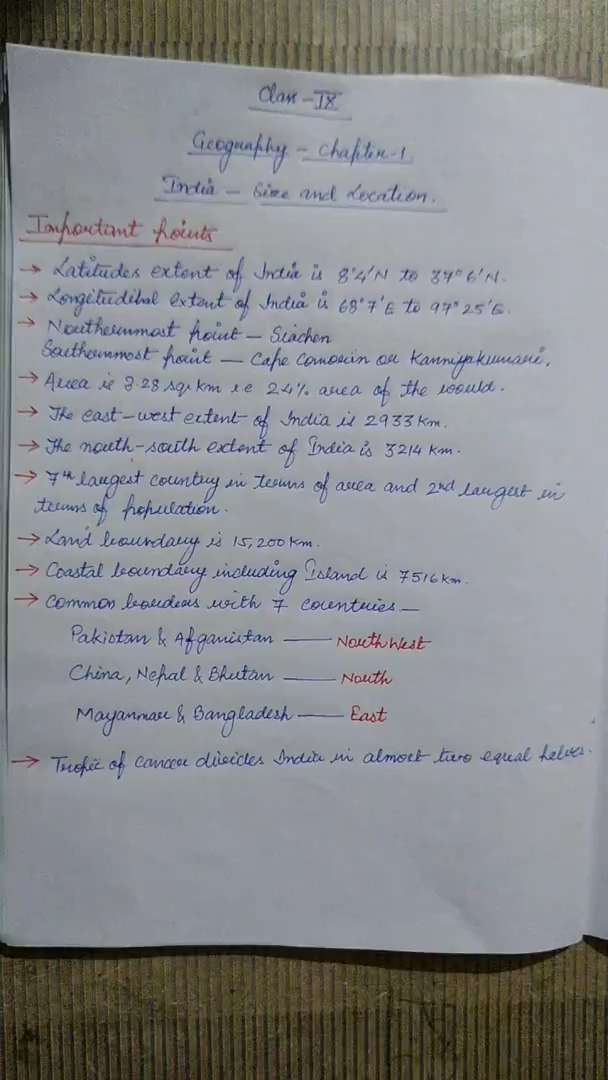 Class - IX
Geography - Chapter-1.
India - Size and Location.
Important points
→ Latitudes extent of India is 8°4'N to 37°6'N.
→ Longitudibal extent of India is 68°7'E to 97°25'E.
→ Northernmost point - Siachen
Southernmost point - Cape Comorin or Kanniyakumari.
→ Area is 3.28 sq. km i.e 2.4% area of the world.
→ The east-west extent of India is 2933 Km.
→ The north-south extent of India is 3214 Km.
→ 7th largest country in terms of area and 2nd largest in
terms of population.
→ Land boundary is 15,200 Km.
→ Coastal boundary including Island is 7516 Km.
→ Common borders with 7 countries -
Pakistan & Afganistan - North West
China, Nepal & Bhutan - North
Mayanmar & Bangladesh - East
→ Tropic of cancer divides India in almost two equal halves.